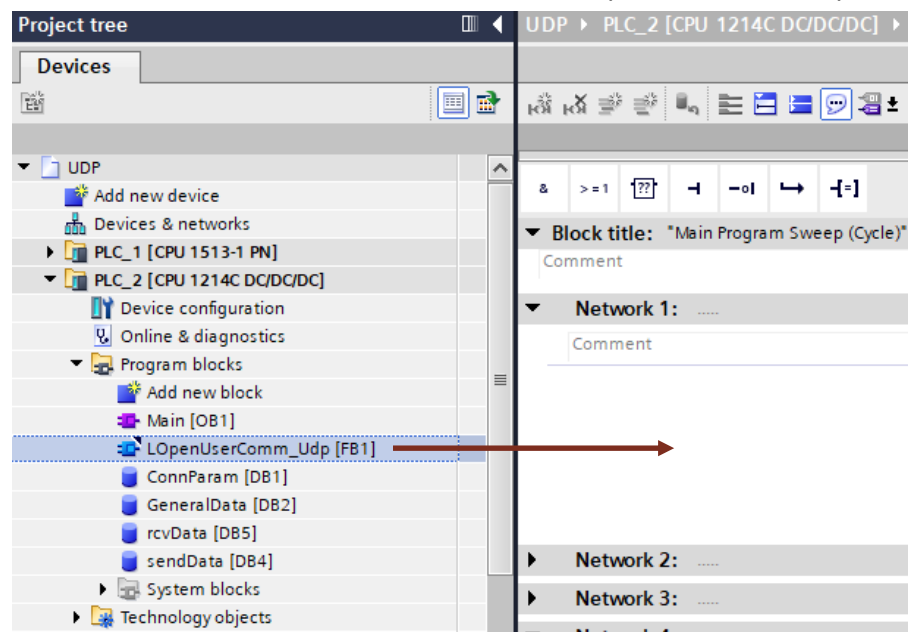 Project tree
UDP ▸ PLC_2 [CPU 1214C DC/DC/DC] ▸
Devices
UDP
Add new device
Devices & networks
PLC_1 [CPU 1513-1 PN]
PLC_2 [CPU 1214C DC/DC/DC]
Device configuration
Online & diagnostics
Program blocks
Add new block
Main [OB1]
LOpenUserComm_Udp [FB1]
ConnParam [DB1]
GeneralData [DB2]
rcvData [DB5]
sendData [DB4]
System blocks
Technology objects
& >=1 ?? -[=]
Block title: "Main Program Sweep (Cycle)"
Comment
Network 1: .....
Comment
Network 2: .....
Network 3: .....